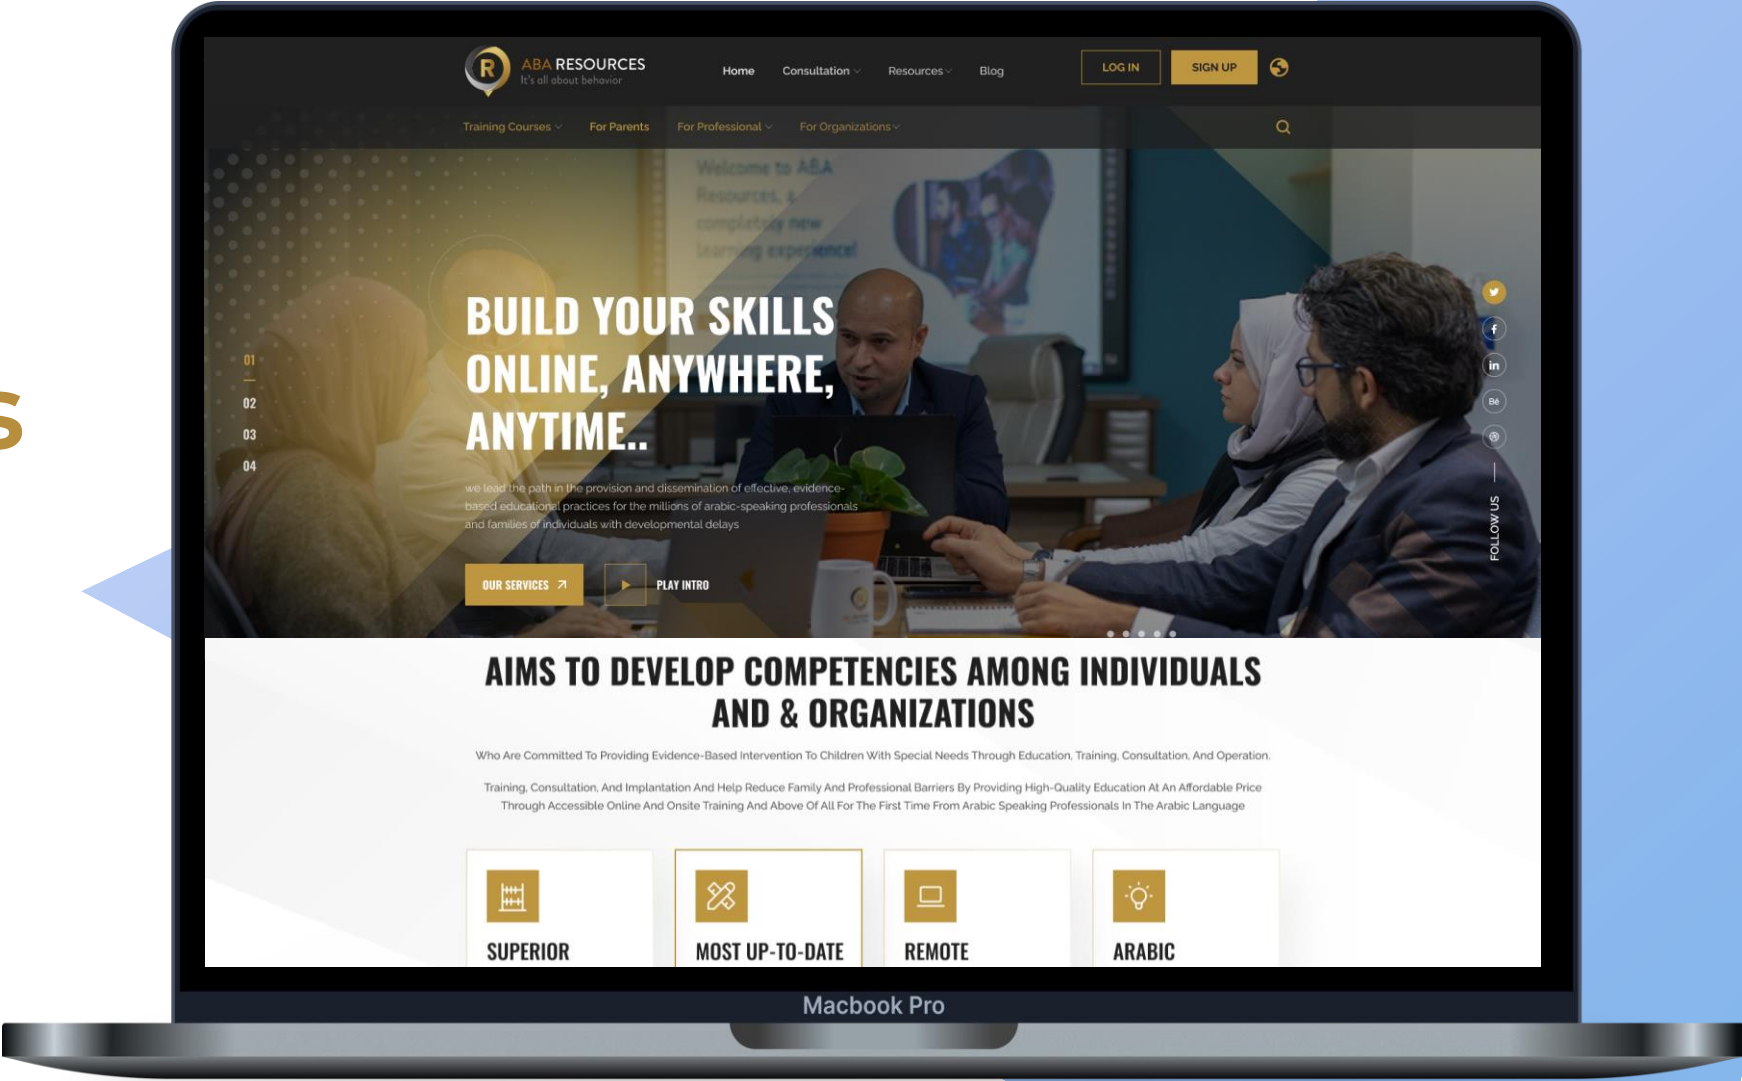 ABA RESOURCES
It's all about behavior
Home
Consultation
Resources
Blog
LOG IN
SIGN UP
Training Courses
For Parents
For Professional
For Organizations
Welcome to ABA
Resources, a
completely new
learning experience!
BUILD YOUR SKILLS
ONLINE, ANYWHERE,
ANYTIME..
01
02
03
04
we lead the path in the provision and dissemination of effective, evidence-
based educational practices for the millions of arabic-speaking professionals
and families of individuals with developmental delays
OUR SERVICES
PLAY INTRO
Bé
FOLLOW US
S
AIMS TO DEVELOP COMPETENCIES AMONG INDIVIDUALS
AND & ORGANIZATIONS
Who Are Committed To Providing Evidence-Based Intervention To Children With Special Needs Through Education, Training, Consultation, And Operation.
Training, Consultation, And Implantation And Help Reduce Family And Professional Barriers By Providing High-Quality Education At An Affordable Price
Through Accessible Online And Onsite Training And Above Of All For The First Time From Arabic Speaking Professionals In The Arabic Language
SUPERIOR
MOST UP-TO-DATE
REMOTE
ARABIC
Macbook Pro